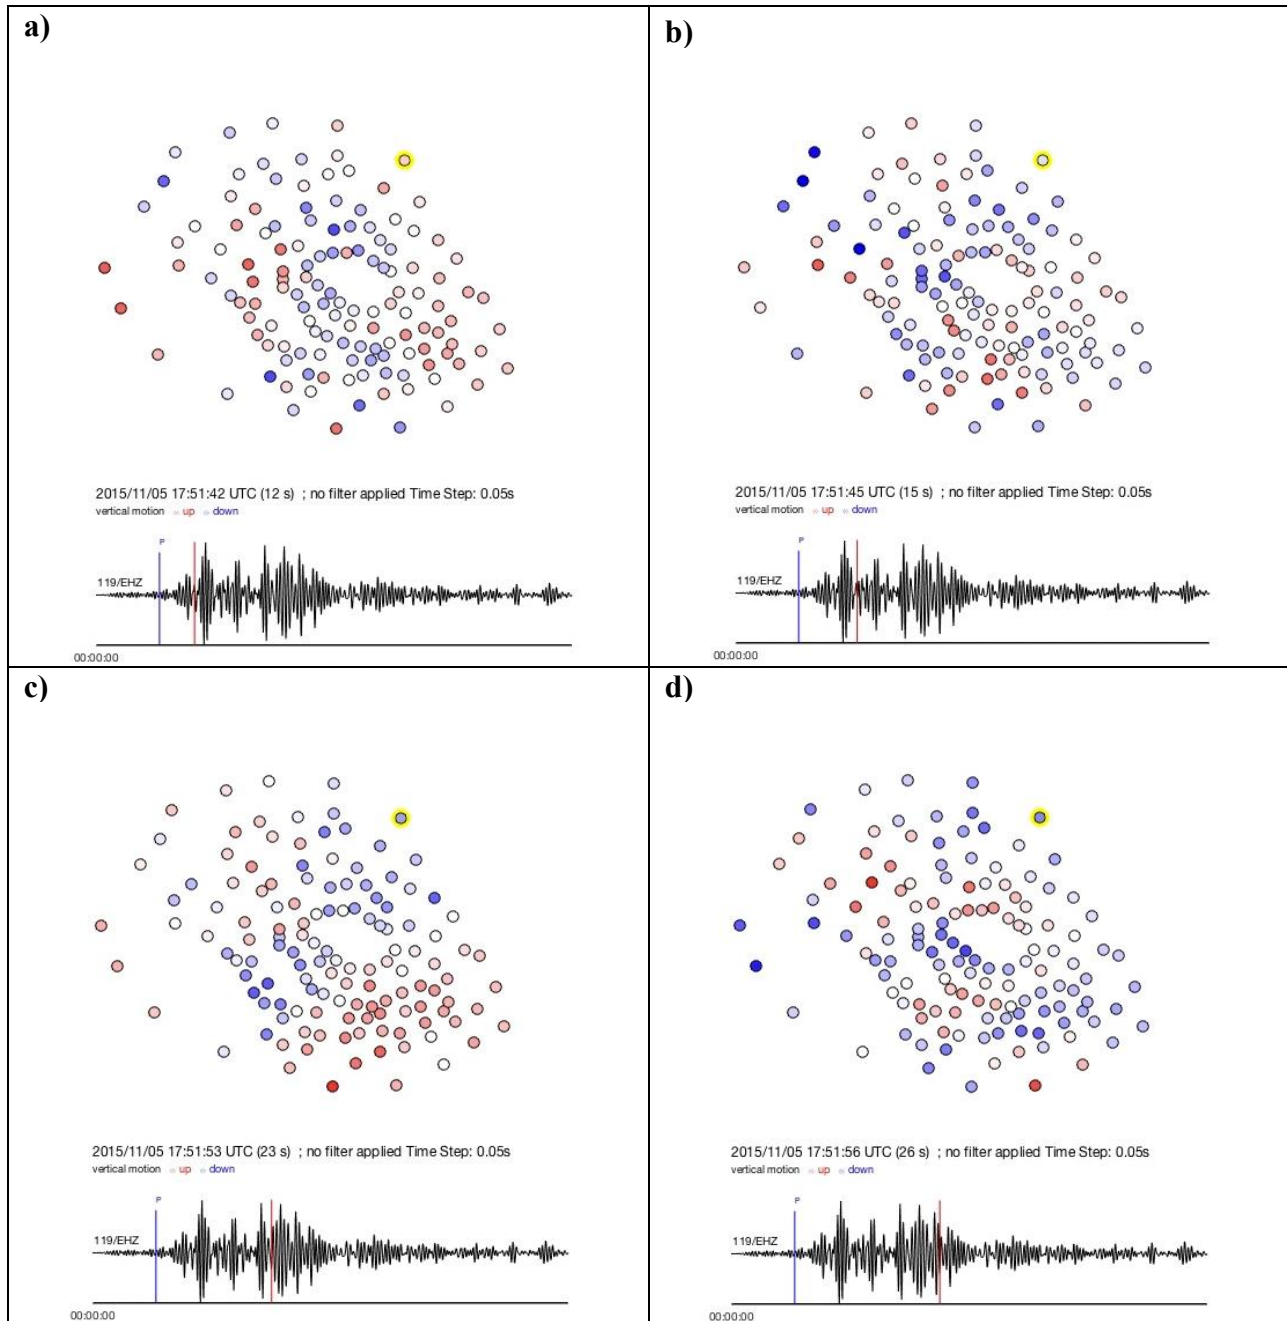 a)
2015/11/05 17:51:42 UTC (12 s) ; no filter applied Time Step: 0.05s
vertical motion up down
P
119/EHZ
00:00:00
b)
2015/11/05 17:51:45 UTC (15 s) ; no filter applied Time Step: 0.05s
vertical motion up down
P
119/EHZ
00:00:00
c)
2015/11/05 17:51:53 UTC (23 s) ; no filter applied Time Step: 0.05s
vertical motion up down
P
119/EHZ
00:00:00
d)
2015/11/05 17:51:56 UTC (26 s) ; no filter applied Time Step: 0.05s
vertical motion up down
P
119/EHZ
00:00:00